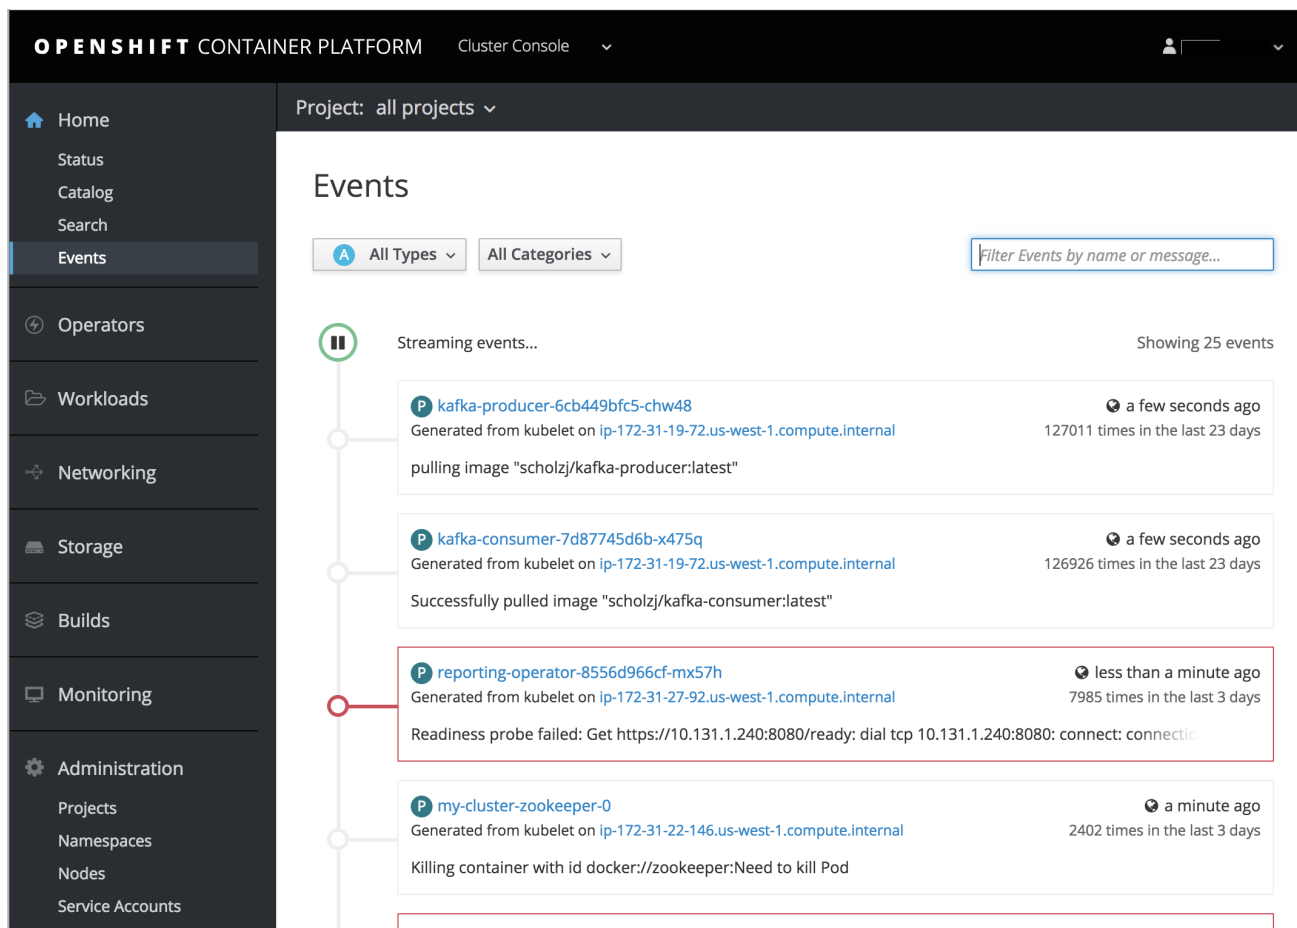 OPENSHIFT CONTAINER PLATFORM Cluster Console
Project: all projects
Home
Status
Catalog
Search
Events
Operators
Workloads
Networking
Storage
Builds
Monitoring
Administration
Projects
Namespaces
Nodes
Service Accounts
Events
A All Types All Categories Filter Events by name or message...
Streaming events... Showing 25 events
P kafka-producer-6cb449bfc5-chw48 a few seconds ago
Generated from kubelet on ip-172-31-19-72.us-west-1.compute.internal 127011 times in the last 23 days
pulling image "scholzj/kafka-producer:latest"
P kafka-consumer-7d87745d6b-x475q a few seconds ago
Generated from kubelet on ip-172-31-19-72.us-west-1.compute.internal 126926 times in the last 23 days
Successfully pulled image "scholzj/kafka-consumer:latest"
P reporting-operator-8556d966cf-mx57h less than a minute ago
Generated from kubelet on ip-172-31-27-92.us-west-1.compute.internal 7985 times in the last 3 days
Readiness probe failed: Get https://10.131.1.240:8080/ready: dial tcp 10.131.1.240:8080: connect: connectic
P my-cluster-zookeeper-0 a minute ago
Generated from kubelet on ip-172-31-22-146.us-west-1.compute.internal 2402 times in the last 3 days
Killing container with id docker://zookeeper:Need to kill Pod